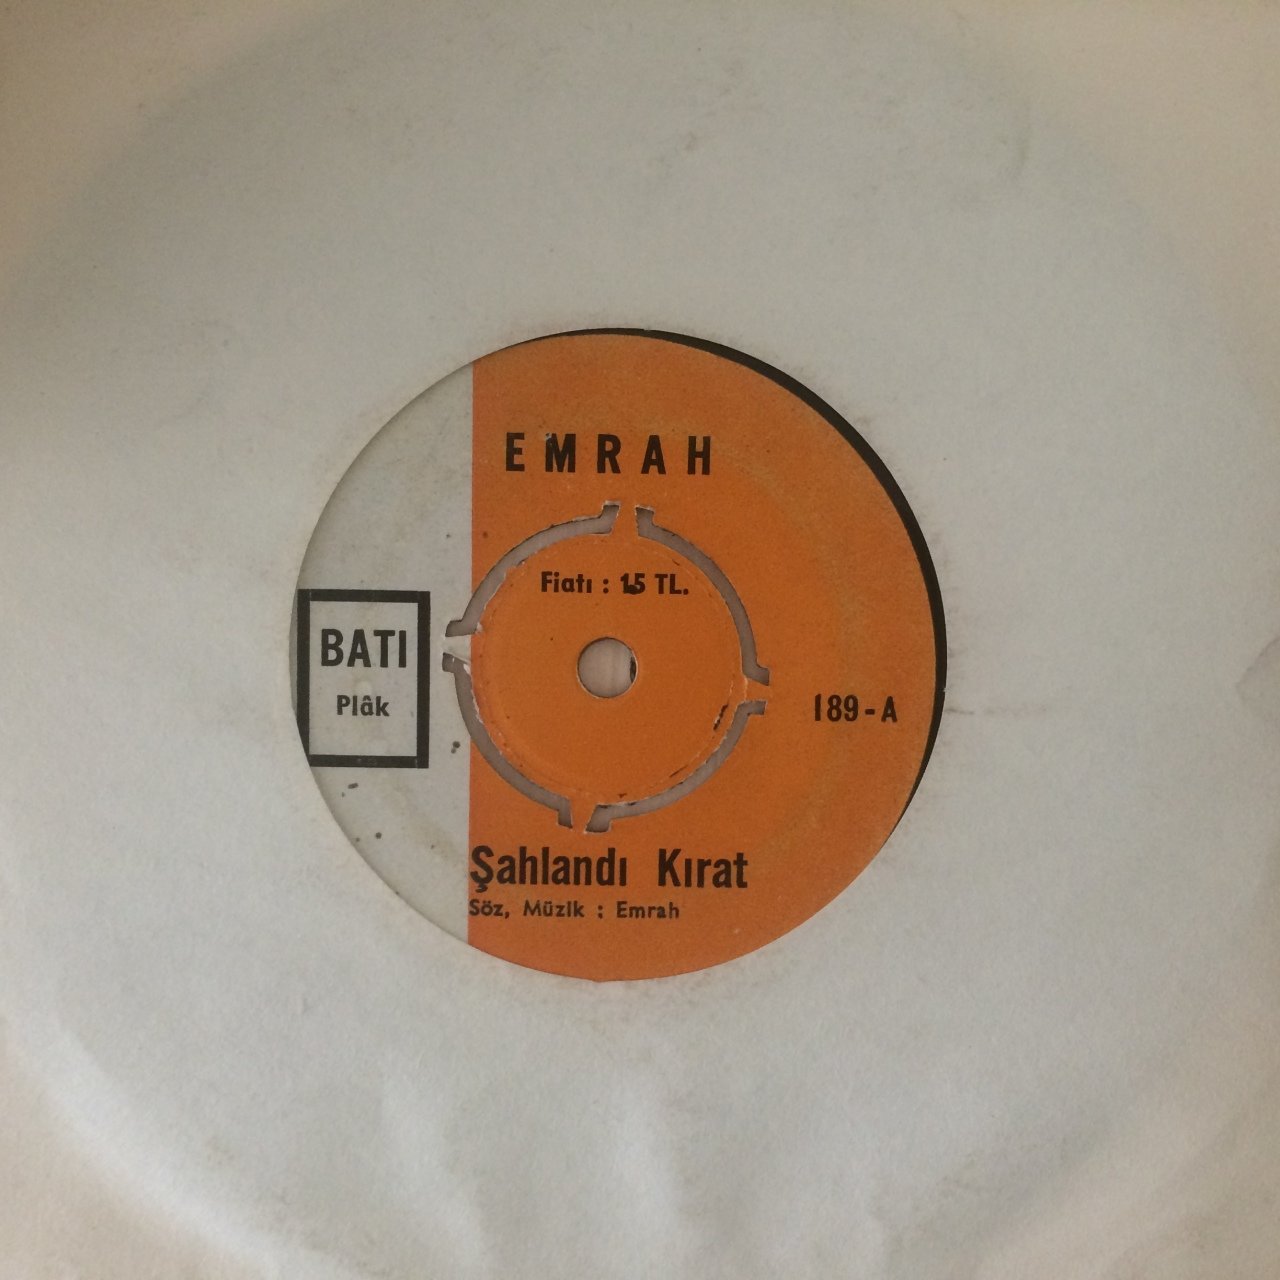 EMRAH
Fiatı : 15 TL.
BATI
Plâk
189-A
Şahlandı Kırat
Söz, Müzik : Emrah